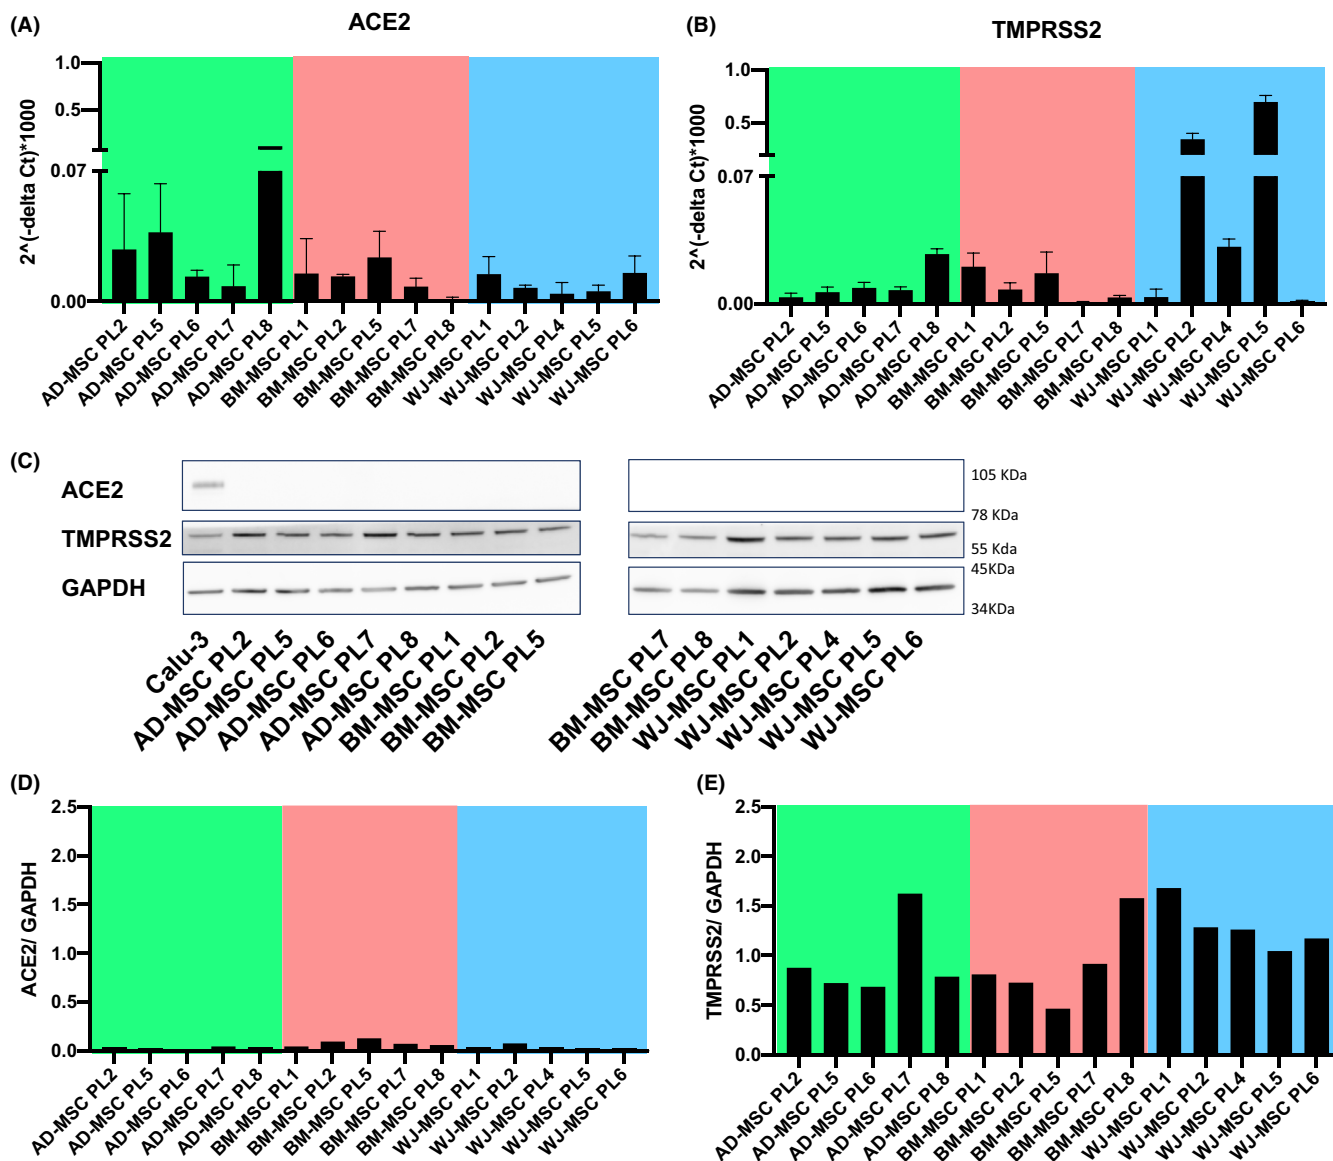 (A)
ACE2
2^(-delta Ct)*1000
1.0
0.5
0.07
0.00
AD-MSC PL2
AD-MSC PL5
AD-MSC PL6
AD-MSC PL7
AD-MSC PL8
BM-MSC PL1
BM-MSC PL2
BM-MSC PL5
BM-MSC PL7
BM-MSC PL8
WJ-MSC PL1
WJ-MSC PL2
WJ-MSC PL4
WJ-MSC PL5
WJ-MSC PL6
(B)
TMPRSS2
2^(-delta Ct)*1000
1.0
0.5
0.07
0.00
AD-MSC PL2
AD-MSC PL5
AD-MSC PL6
AD-MSC PL7
AD-MSC PL8
BM-MSC PL1
BM-MSC PL2
BM-MSC PL5
BM-MSC PL7
BM-MSC PL8
WJ-MSC PL1
WJ-MSC PL2
WJ-MSC PL4
WJ-MSC PL5
WJ-MSC PL6
(C)
ACE2
TMPRSS2
GAPDH
105 KDa
78 KDa
55 Kda
45KDa
34KDa
Calu-3
AD-MSC PL2
AD-MSC PL5
AD-MSC PL6
AD-MSC PL7
AD-MSC PL8
BM-MSC PL1
BM-MSC PL2
BM-MSC PL5
BM-MSC PL7
BM-MSC PL8
WJ-MSC PL1
WJ-MSC PL2
WJ-MSC PL4
WJ-MSC PL5
WJ-MSC PL6
(D)
ACE2/ GAPDH
2.5
2.0
1.5
1.0
0.5
0.0
AD-MSC PL2
AD-MSC PL5
AD-MSC PL6
AD-MSC PL7
AD-MSC PL8
BM-MSC PL1
BM-MSC PL2
BM-MSC PL5
BM-MSC PL7
BM-MSC PL8
WJ-MSC PL1
WJ-MSC PL2
WJ-MSC PL4
WJ-MSC PL5
WJ-MSC PL6
(E)
TMPRSS2/ GAPDH
2.5
2.0
1.5
1.0
0.5
0.0
AD-MSC PL2
AD-MSC PL5
AD-MSC PL6
AD-MSC PL7
AD-MSC PL8
BM-MSC PL1
BM-MSC PL2
BM-MSC PL5
BM-MSC PL7
BM-MSC PL8
WJ-MSC PL1
WJ-MSC PL2
WJ-MSC PL4
WJ-MSC PL5
WJ-MSC PL6